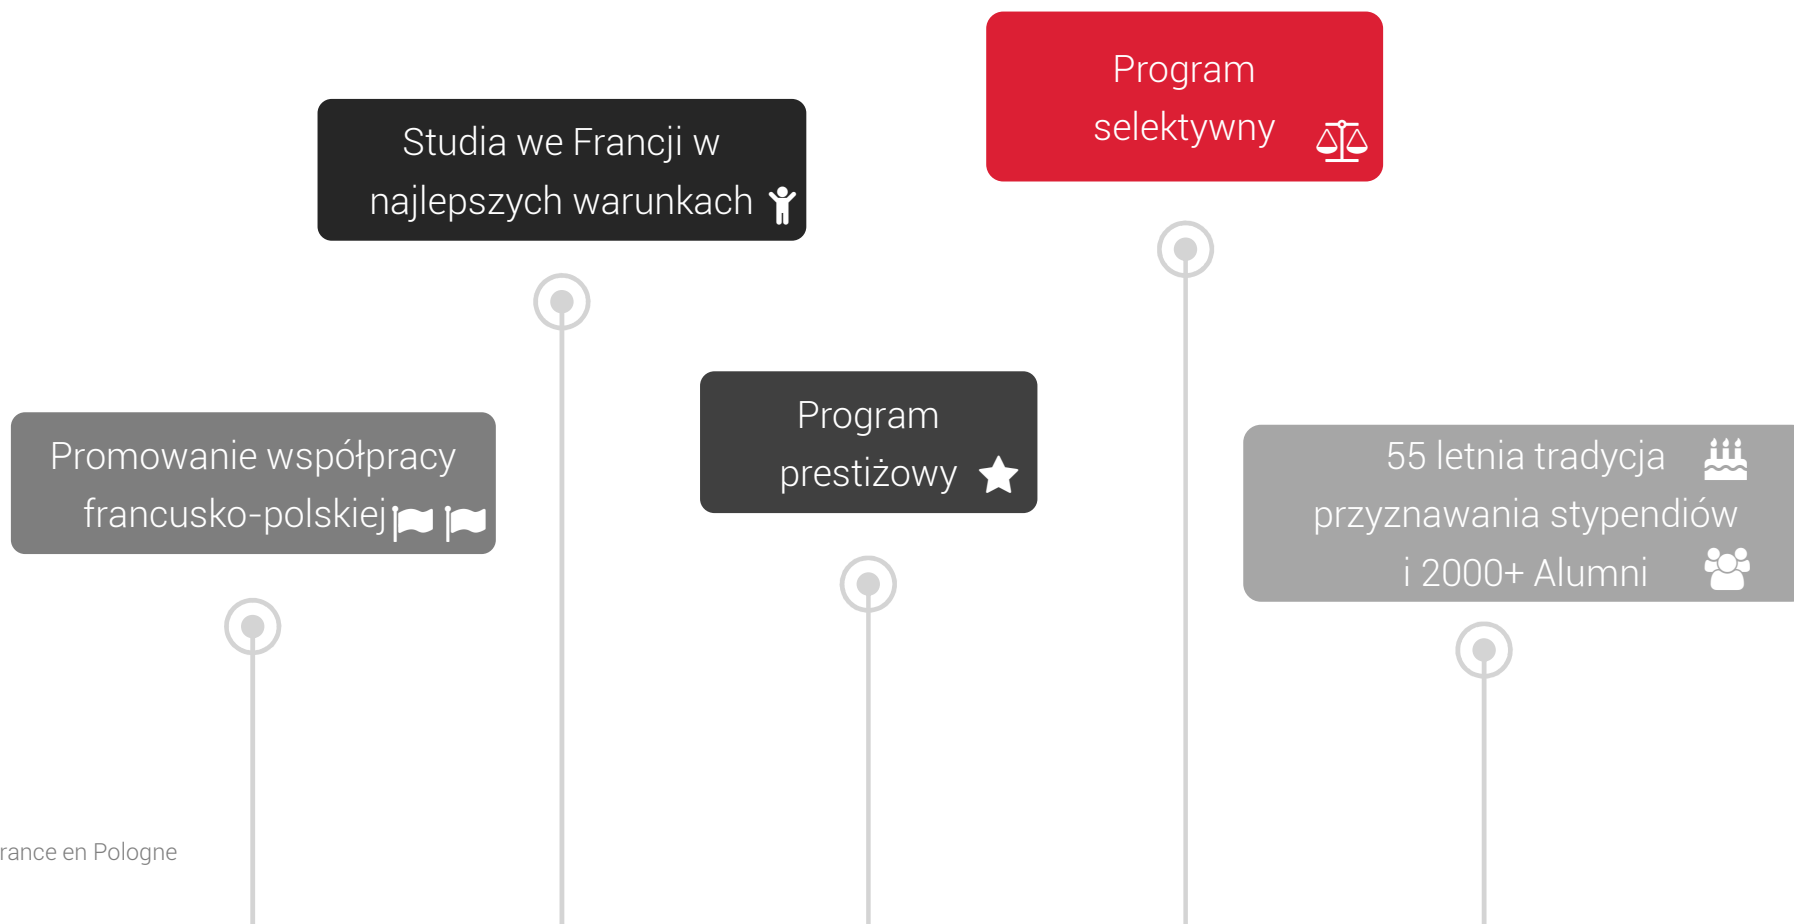 Program
selektywny
Studia we Francji w
najlepszych warunkach
Program
prestiżowy
Promowanie współpracy
francusko-polskiej
55 letnia tradycja
przyznawania stypendiów
i 2000+ Alumni
rance en Pologne